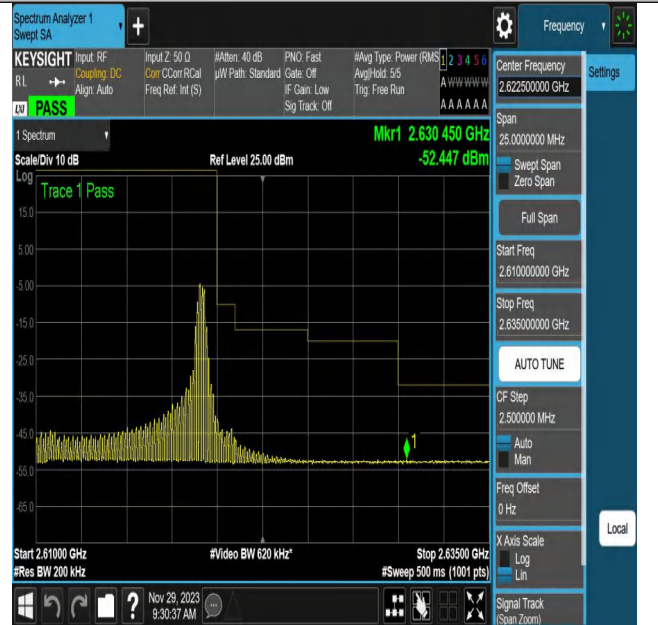 Spectrum Analyzer 1
Swept SA
Frequency
KEYSIGHT
RL
PASS
Input: RF
Coupling: DC
Align: Auto
Input Z: 50 Ω
Corr CCorr RCal
Freq Ref: Int (S)
#Atten: 40 dB
µW Path: Standard
PNO: Fast
Gate: Off
IF Gain: Low
Sig Track: Off
#Avg Type: Power (RMS
Avg|Hold: 5/5
Trig: Free Run
1 2 3 4 5 6
A W W W W W
A A A A A A
Center Frequency
2.622500000 GHz
Settings
1 Spectrum
Mkr1 2.630 450 GHz
Scale/Div 10 dB
Ref Level 25.00 dBm
-52.447 dBm
Log
Trace 1 Pass
15.0
5.00
-5.00
-15.0
-25.0
-35.0
-45.0
-55.0
-65.0
1
Span
25.0000000 MHz
Swept Span
Zero Span
Full Span
Start Freq
2.610000000 GHz
Stop Freq
2.635000000 GHz
AUTO TUNE
CF Step
2.500000 MHz
Auto
Man
Freq Offset
0 Hz
X Axis Scale
Log
Lin
Local
Signal Track
(Span Zoom)
Start 2.61000 GHz
#Video BW 620 kHz*
Stop 2.63500 GHz
#Res BW 200 kHz
#Sweep 500 ms (1001 pts)
?
Nov 29, 2023
9:30:37 AM